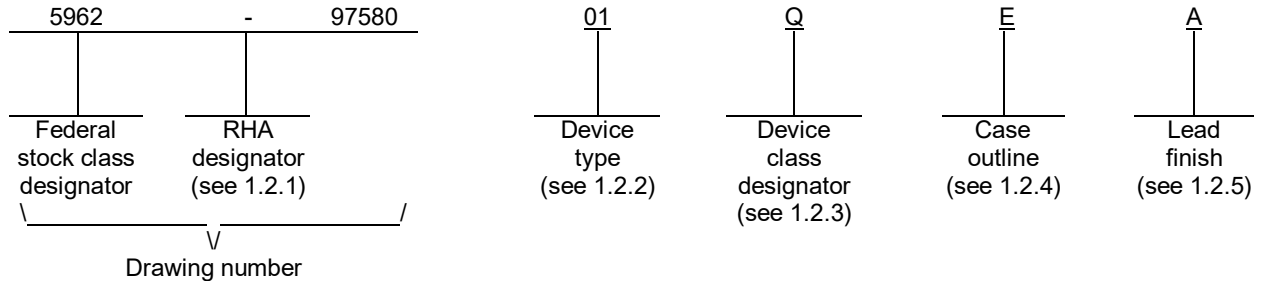 5962 - 97580 01 Q E A
Federal stock class designator
RHA designator (see 1.2.1)
Device type (see 1.2.2)
Device class designator (see 1.2.3)
Case outline (see 1.2.4)
Lead finish (see 1.2.5)
Drawing number